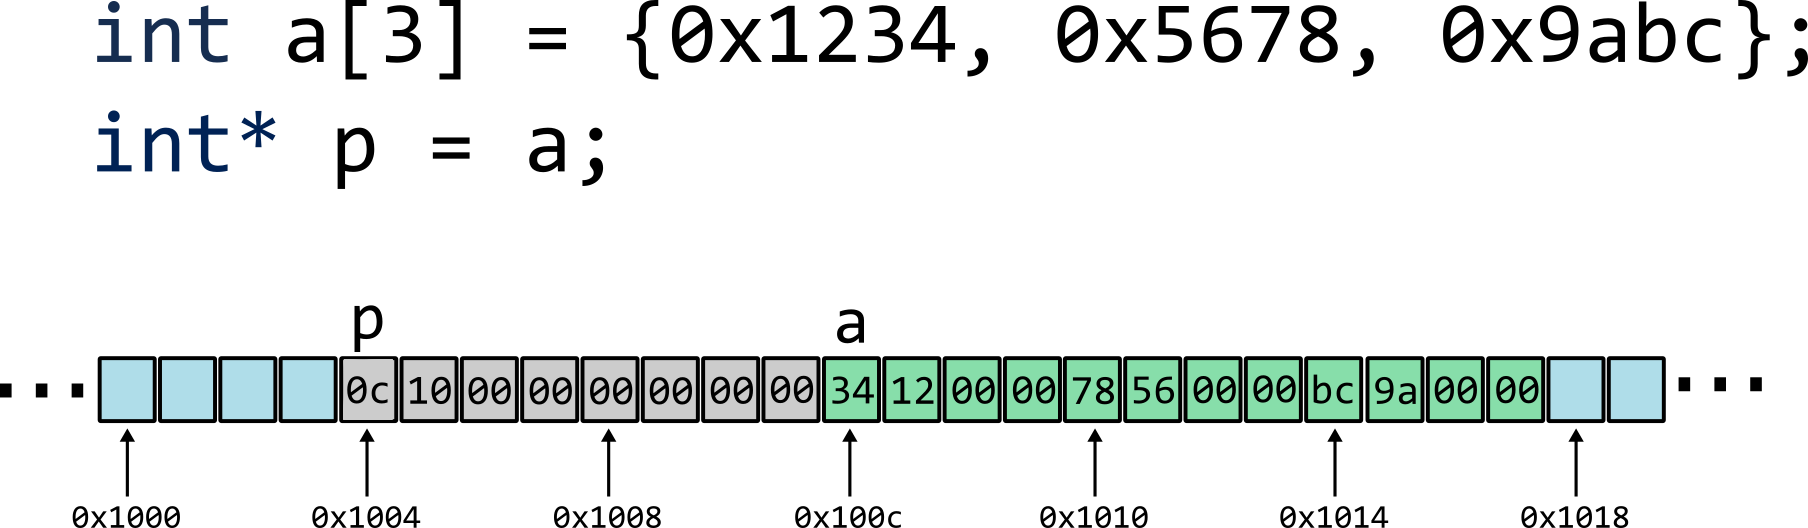 int a[3] = {0x1234, 0x5678, 0x9abc};
int* p = a;
p a
... 0c 10 00 00 00 00 00 00 34 12 00 00 78 56 00 00 bc 9a 00 00 ...
0x1000 0x1004 0x1008 0x100c 0x1010 0x1014 0x1018